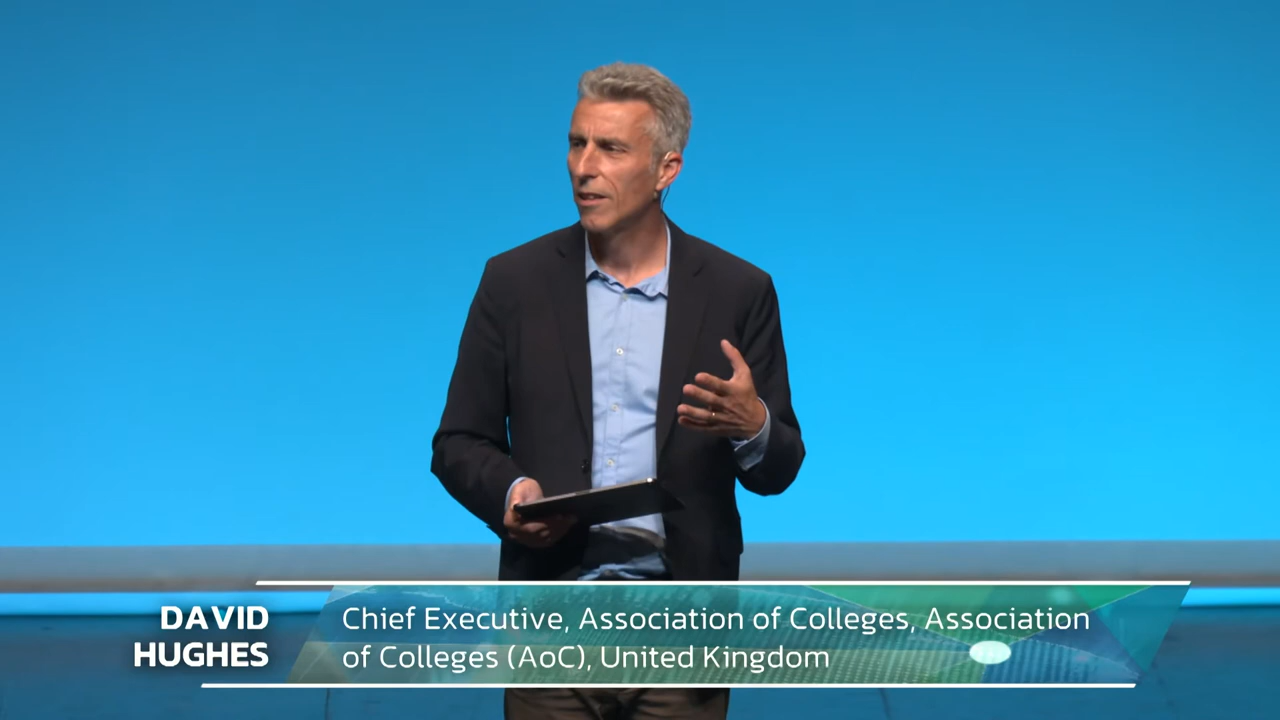 DAVID
HUGHES
Chief Executive, Association of Colleges, Association
of Colleges (AoC), United Kingdom